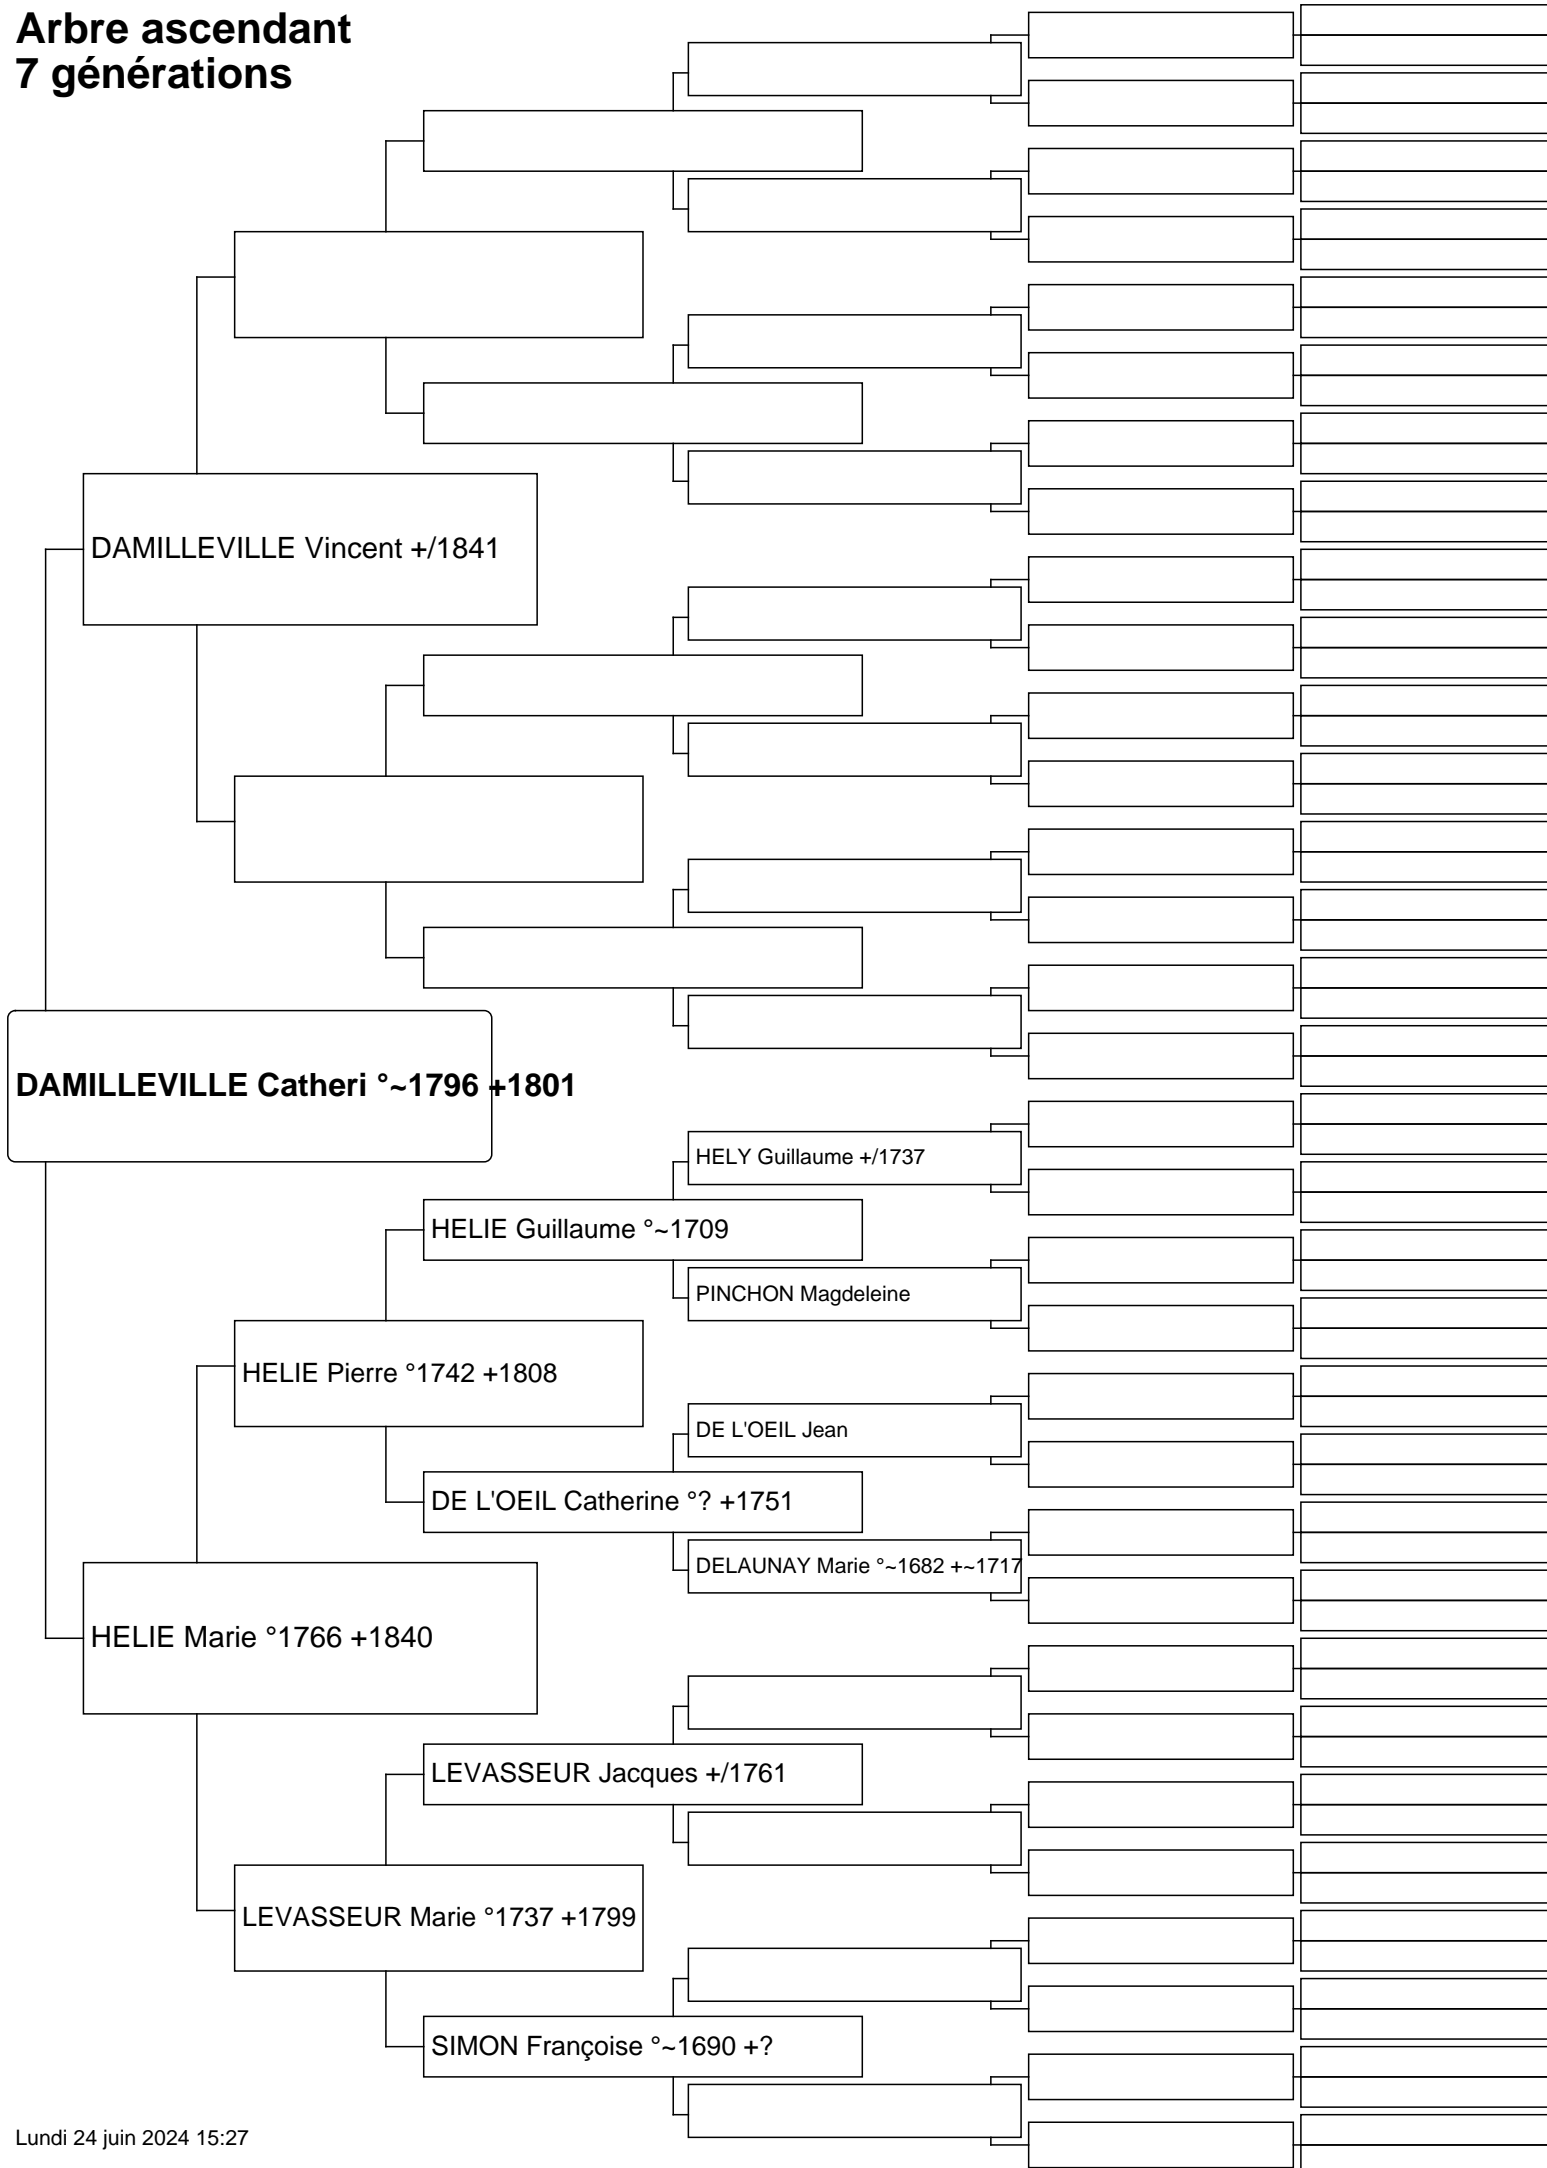 Arbre ascendant
7 générations
DAMILLEVILLE Vincent +/1841
DAMILLEVILLE Catheri °~1796 +1801
HELY Guillaume +/1737
HELIE Guillaume °~1709
PINCHON Magdeleine
HELIE Pierre °1742 +1808
DE L'OEIL Jean
DE L'OEIL Catherine °? +1751
DELAUNAY Marie °~1682 +~1717
HELIE Marie °1766 +1840
LEVASSEUR Jacques +/1761
LEVASSEUR Marie °1737 +1799
SIMON Françoise °~1690 +?
Lundi 24 juin 2024 15:27